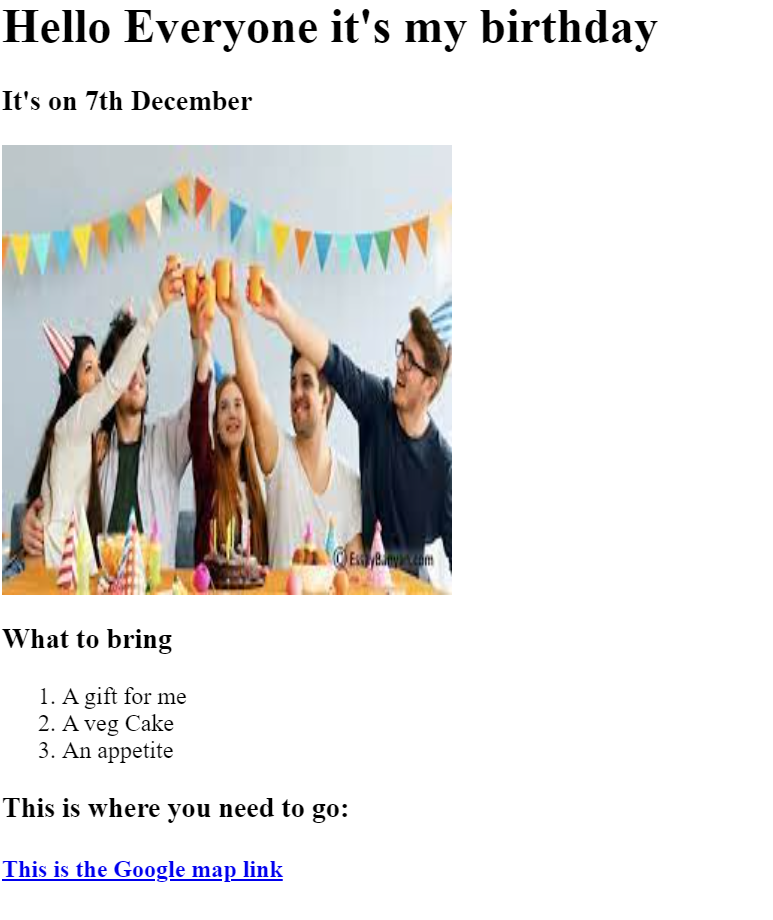 Hello Everyone it's my birthday
It's on 7th December
© EssayBanyan.com
What to bring
1. A gift for me
2. A veg Cake
3. An appetite
This is where you need to go:
This is the Google map link